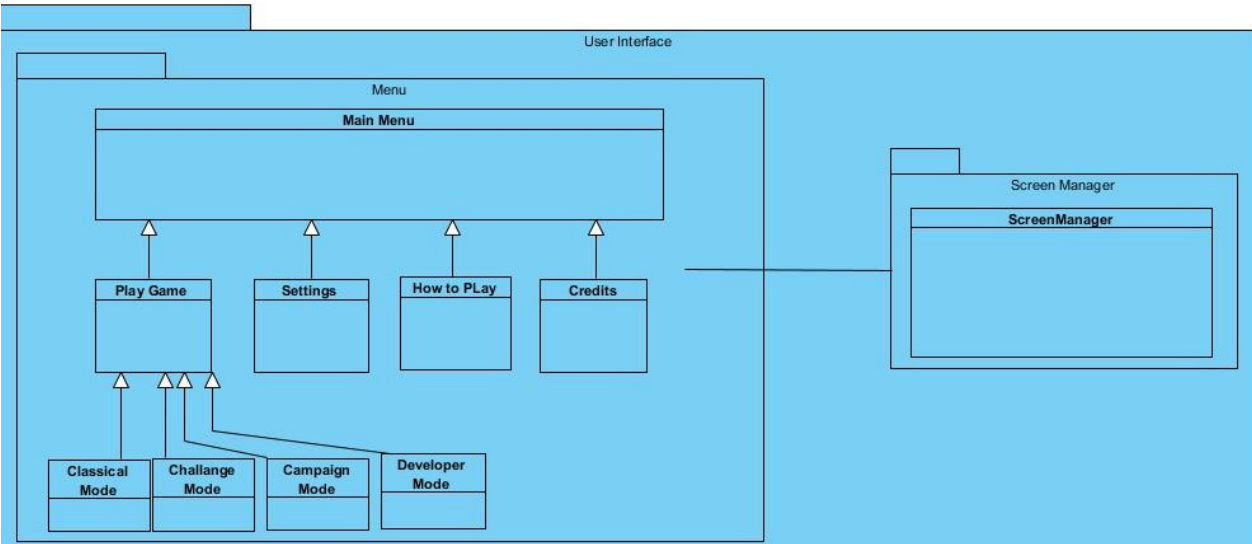 User Interface
Menu
Main Menu
Screen Manager
ScreenManager
Play Game
Settings
How to PLay
Credits
Classical
Mode
Challange
Mode
Campaign
Mode
Developer
Mode